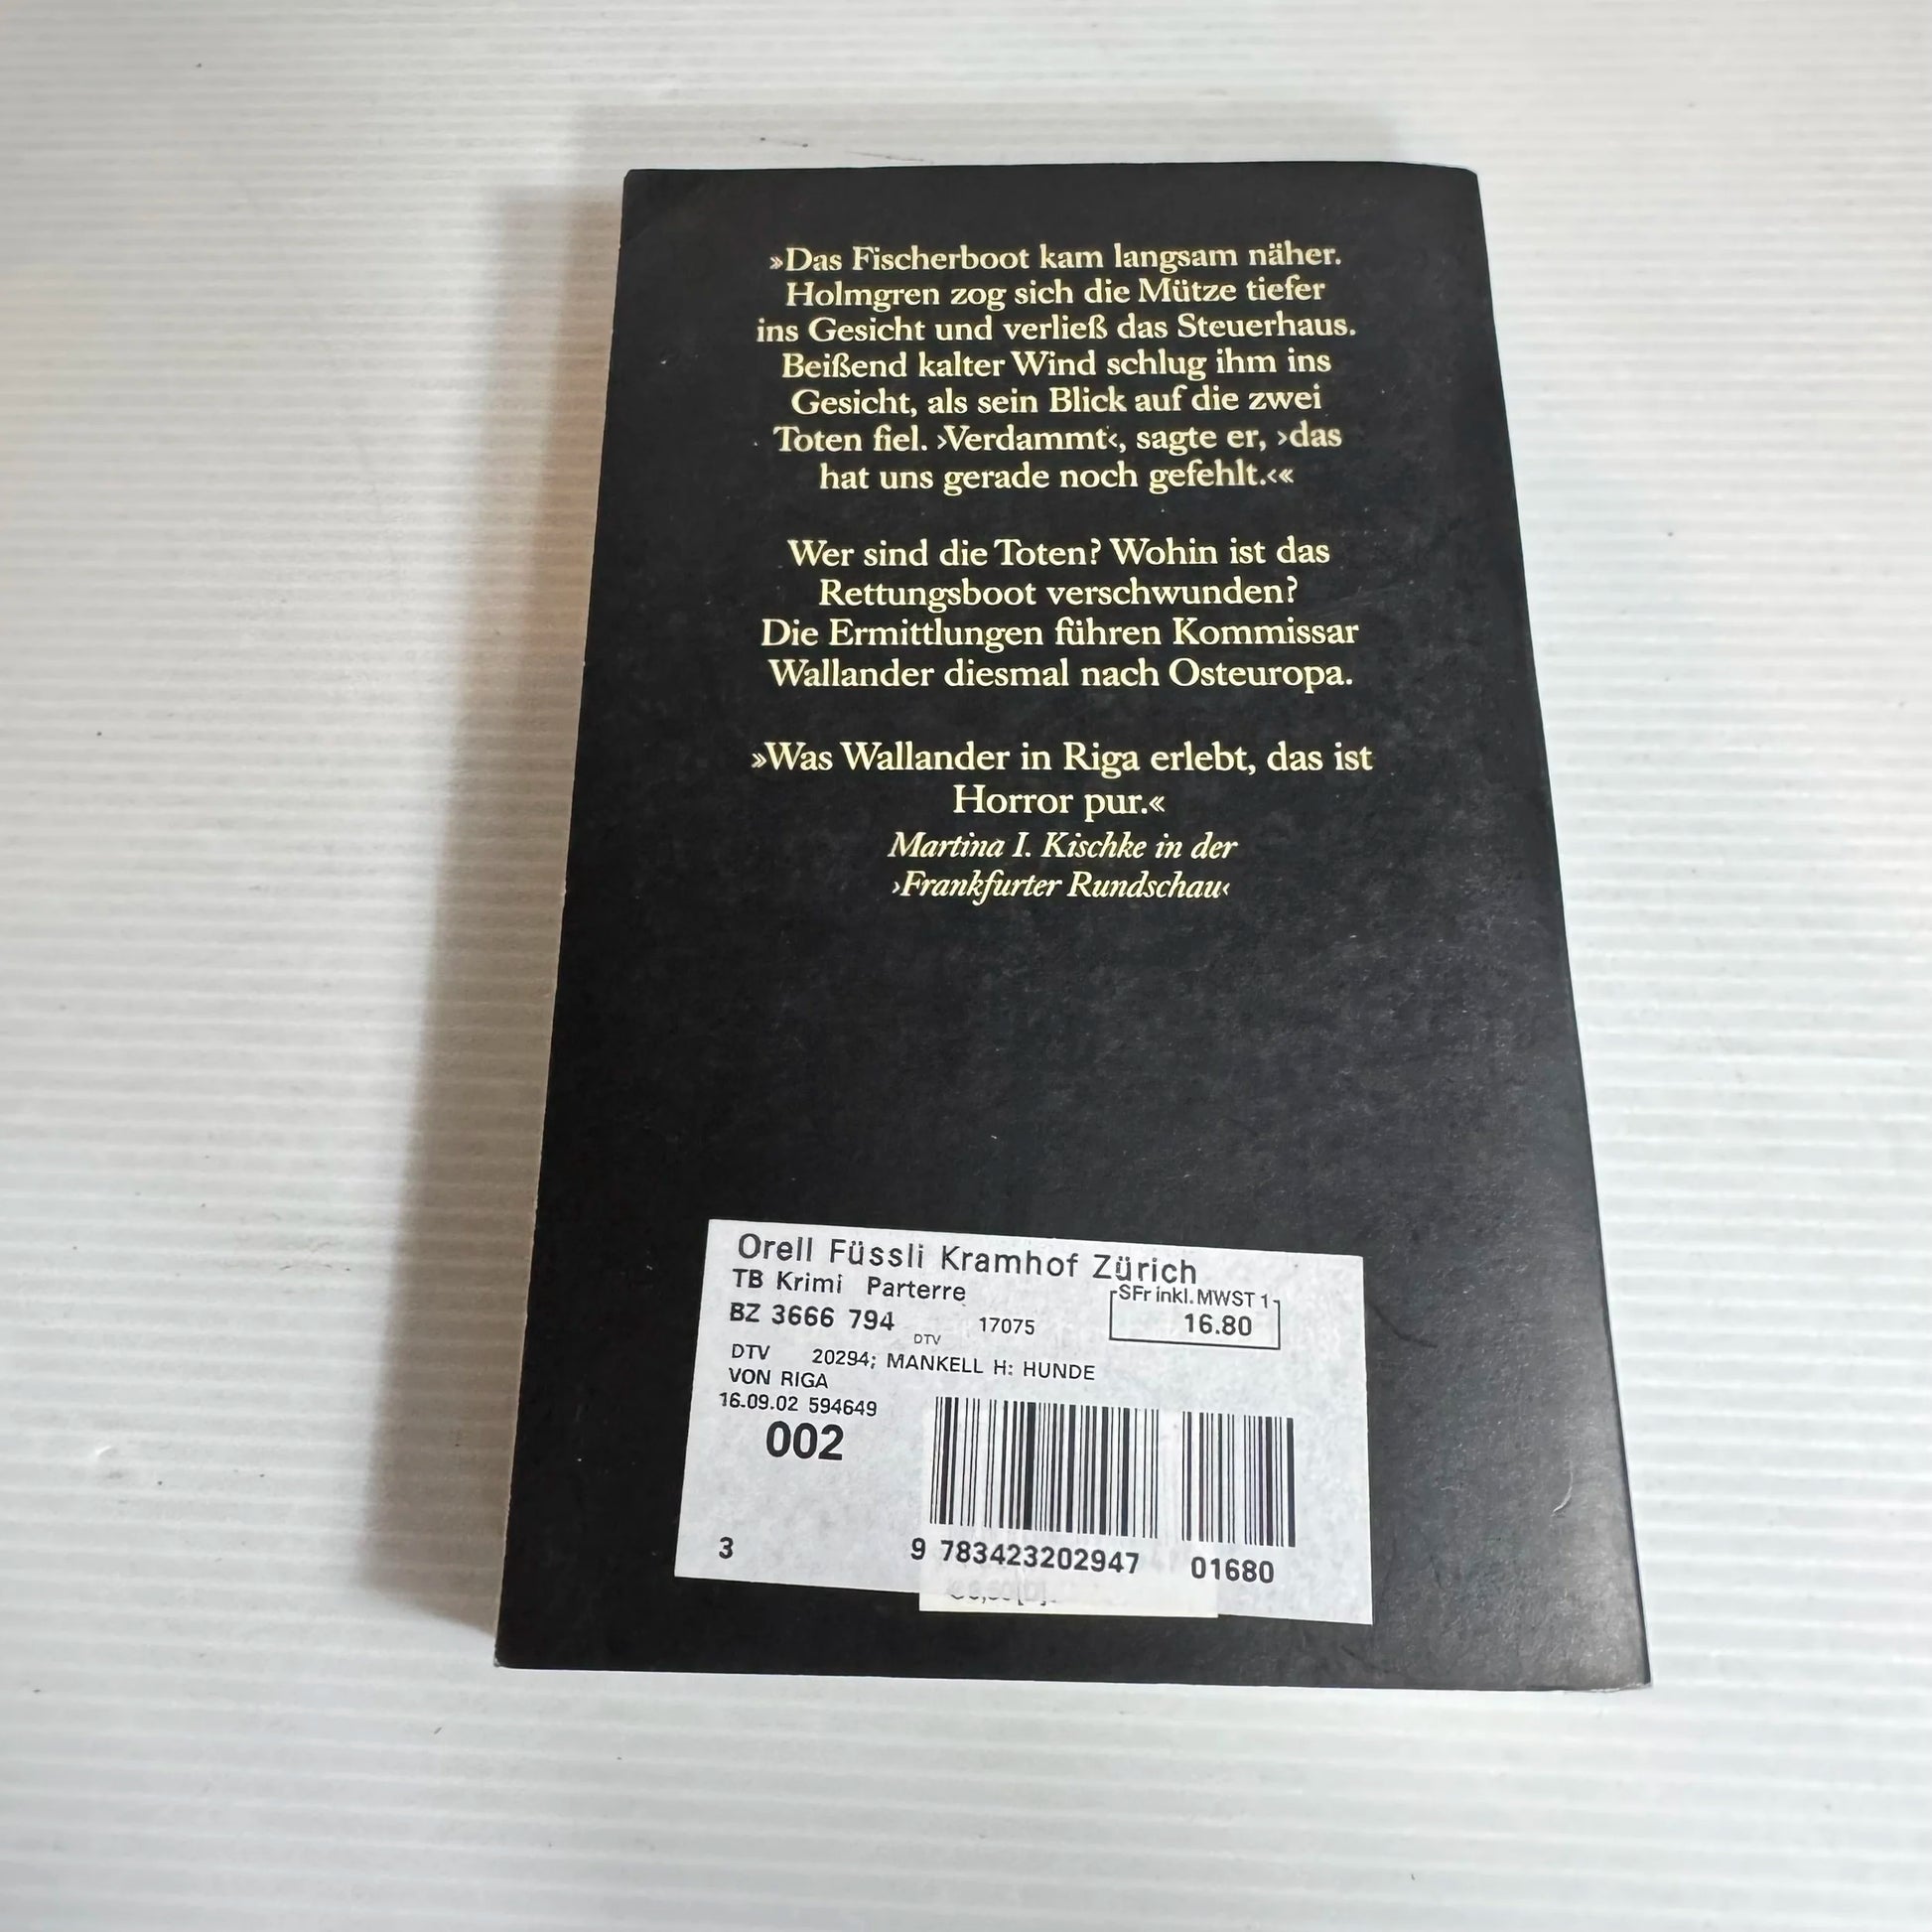 »Das Fischerboot kam langsam näher.
Holmgren zog sich die Mütze tiefer
ins Gesicht und verließ das Steuerhaus.
Beißend kalter Wind schlug ihm ins
Gesicht, als sein Blick auf die zwei
Toten fiel. ›Verdammt‹, sagte er, ›das
hat uns gerade noch gefehlt.‹«
Wer sind die Toten? Wohin ist das
Rettungsboot verschwunden?
Die Ermittlungen führen Kommissar
Wallander diesmal nach Osteuropa.
»Was Wallander in Riga erlebt, das ist
Horror pur.«
Martina I. Kischke in der
›Frankfurter Rundschau‹
Orell Füssli Kramhof Zürich
TB Krimi Parterre
SFr inkl. MWST 1
BZ 3666 794 17075 16.80
DTV
DTV 20294; MANKELL H: HUNDE
VON RIGA
16.09.02 594649
002
3 9 783423202947 01680